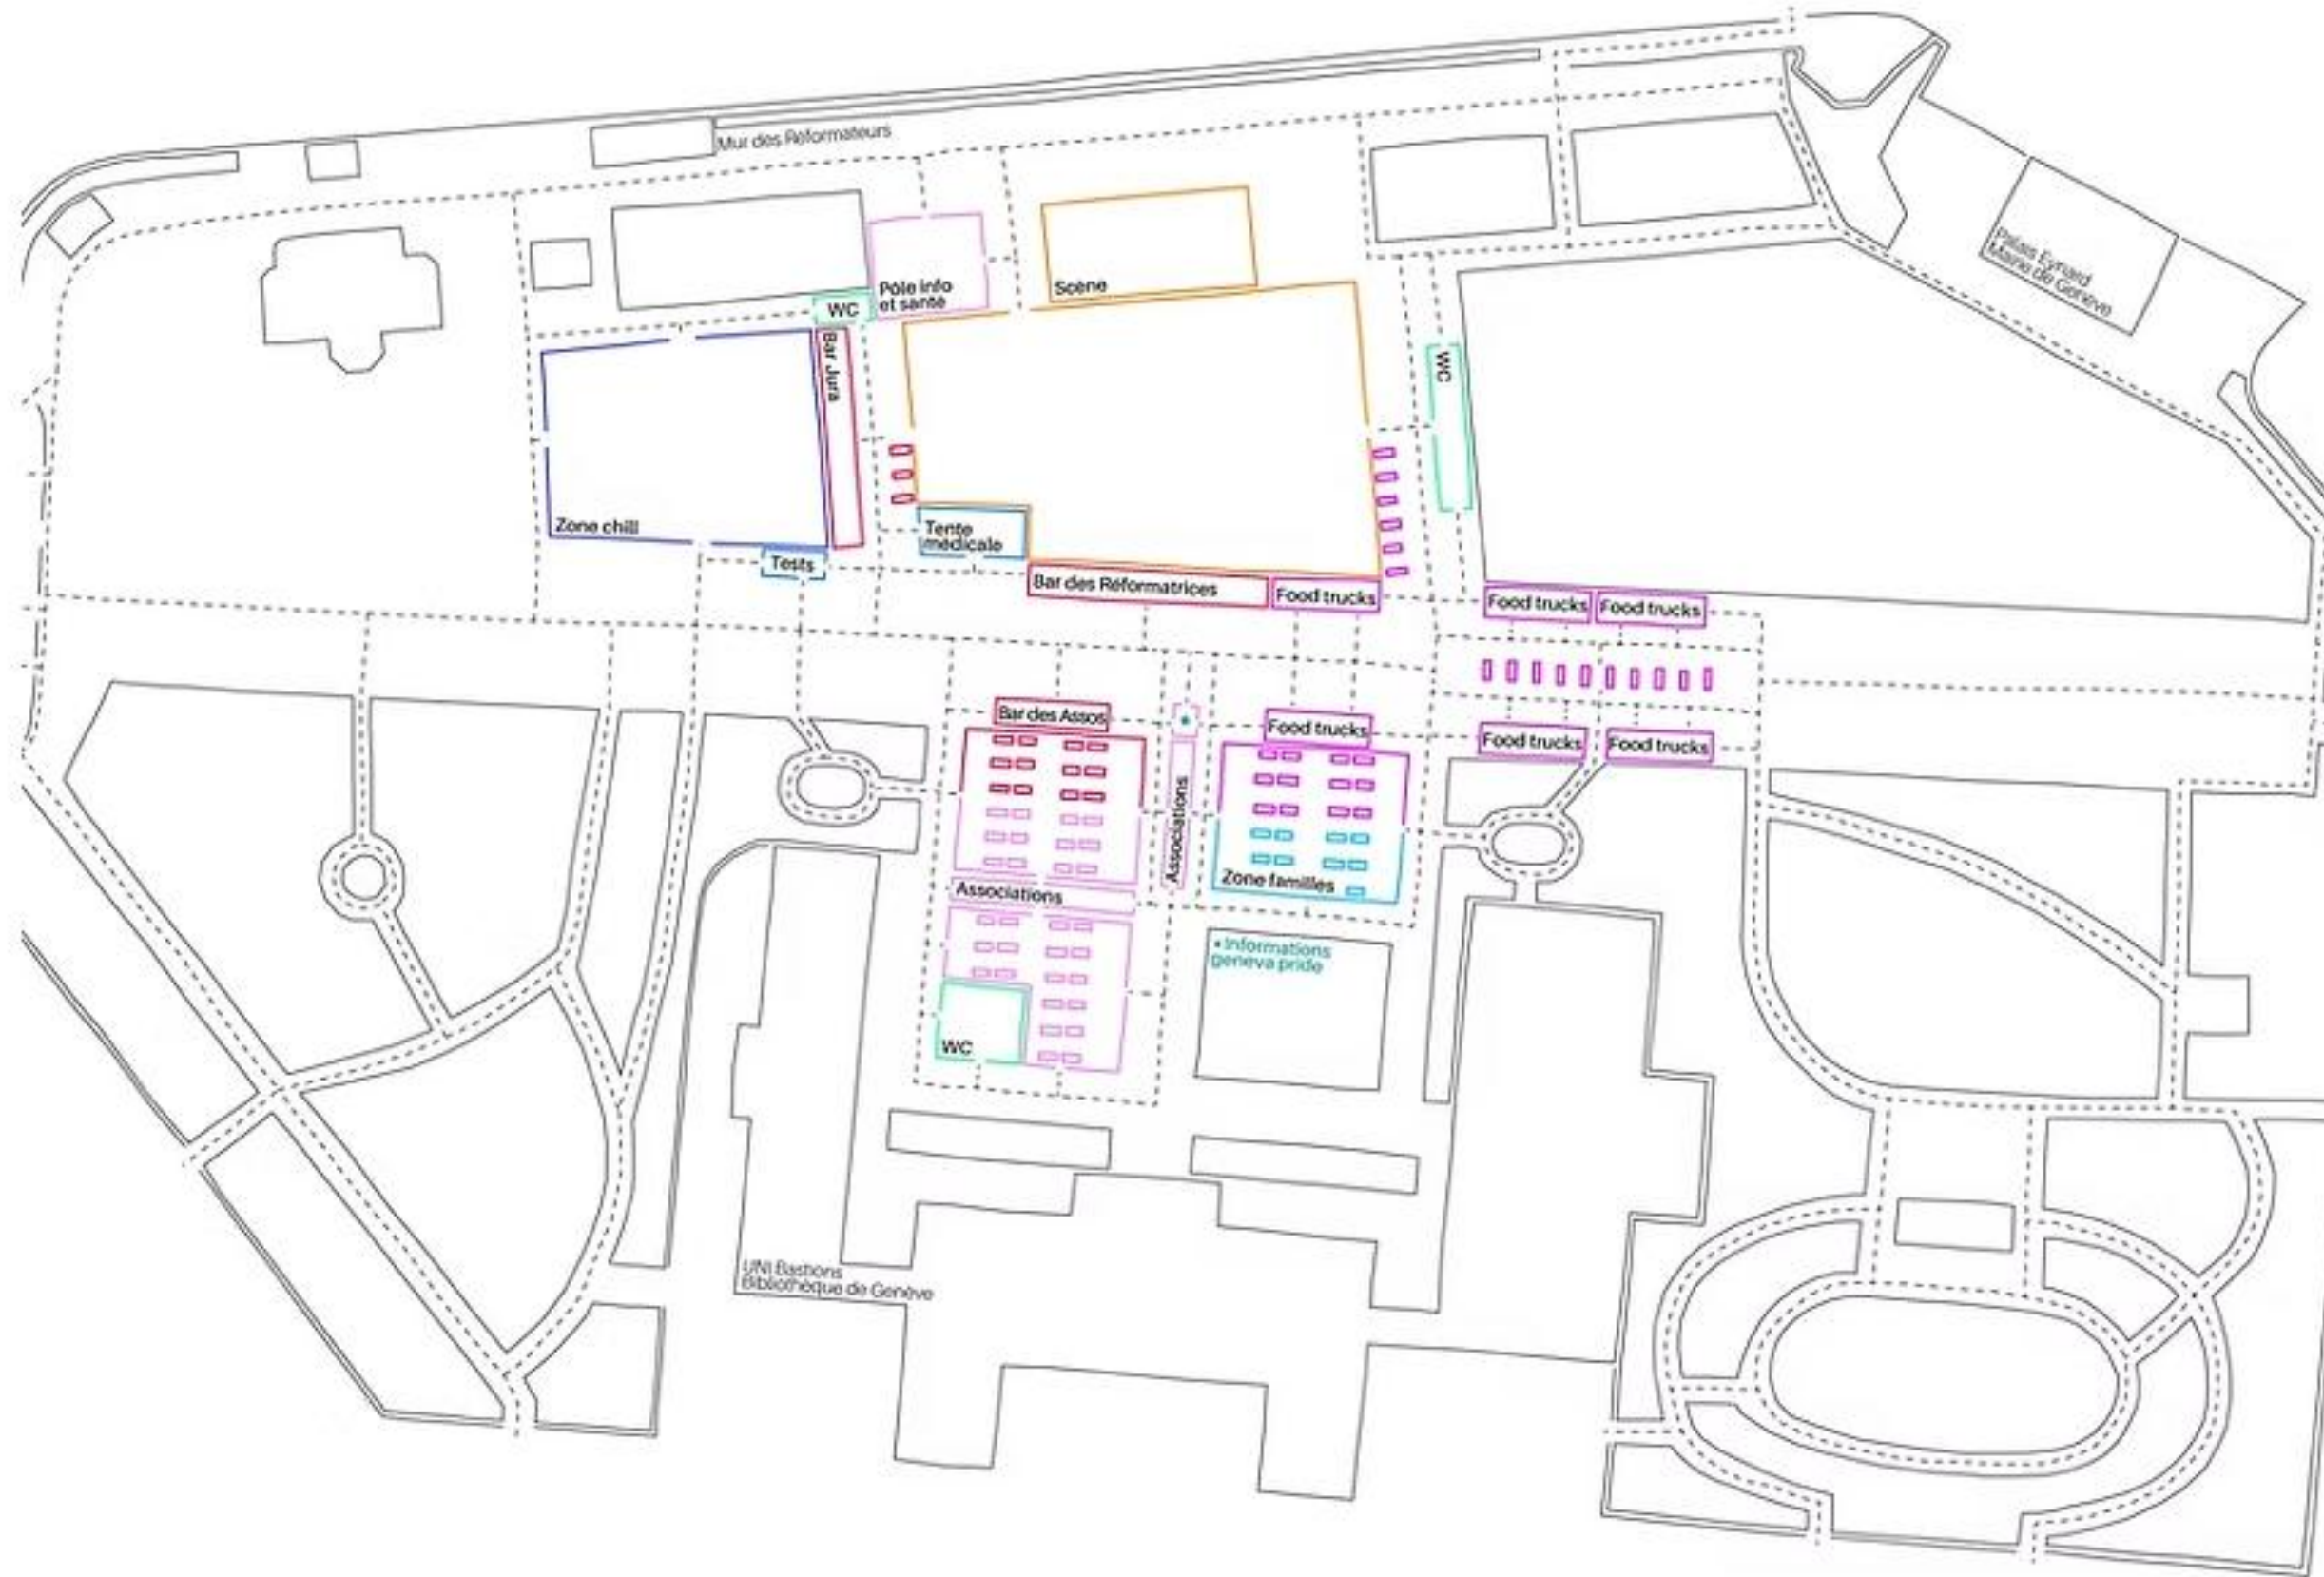 Mur des Réformateurs
Palais Eynard
Mairie de Genève
Pôle info
et santé
Scène
WC
Bar Jura
WC
Zone chill
Tests
Tente
médicale
Bar des Réformatrices
Food trucks
Food trucks
Food trucks
Bar des Assos
Food trucks
Food trucks
Food trucks
Associations
Zone familles
Associations
• Informations
geneva pride
WC
UNI Bastions
Bibliothèque de Genève